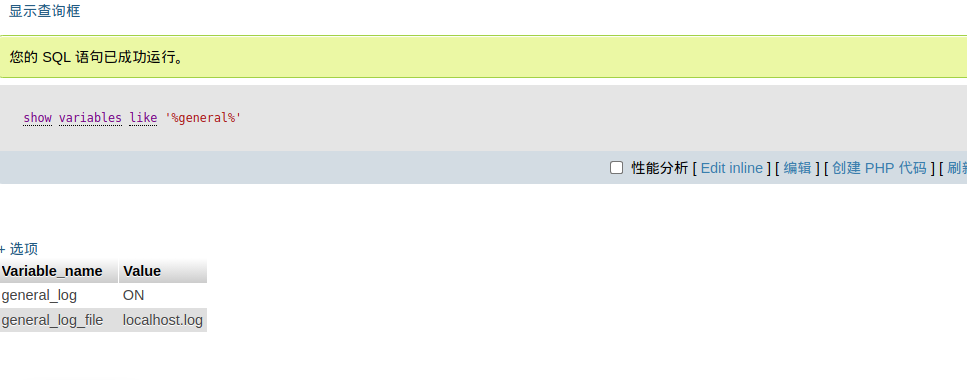 显示查询框
您的 SQL 语句已成功运行。
show variables like '%general%'
性能分析 [ Edit inline ] [ 编辑 ] [ 创建 PHP 代码 ] [ 刷新
+ 选项
Variable_name Value
general_log ON
general_log_file localhost.log